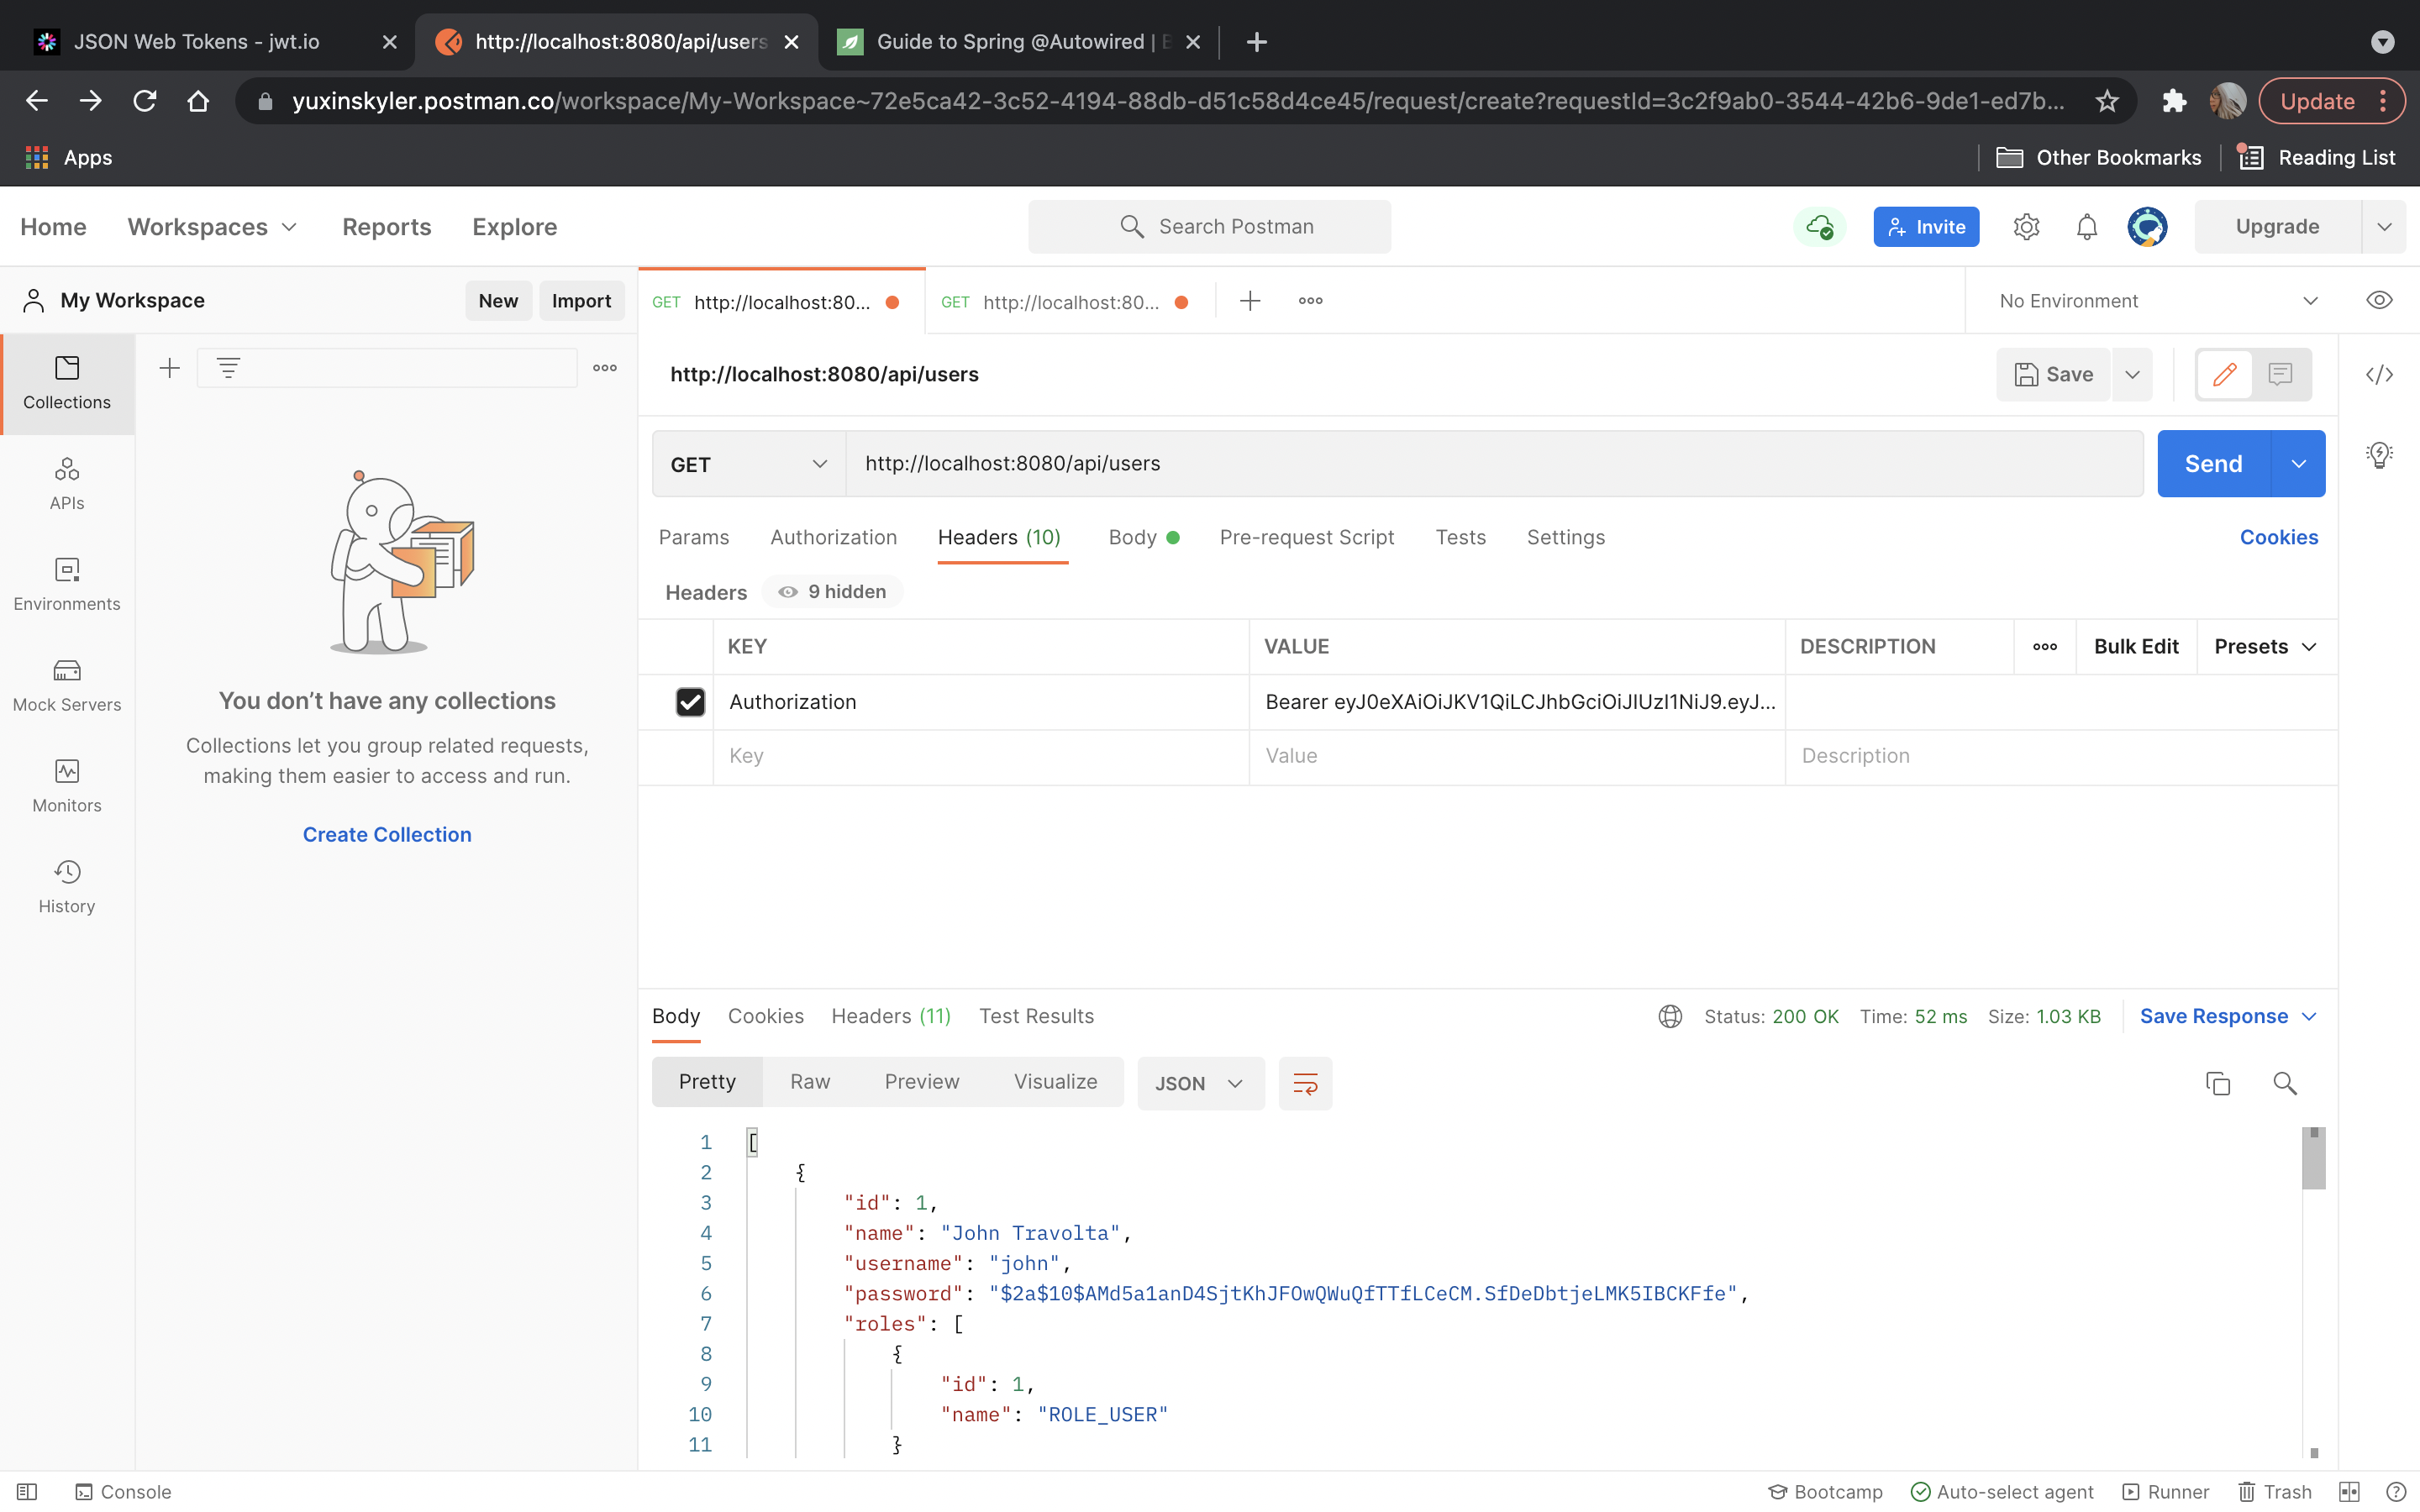 JSON Web Tokens - jwt.io
http://localhost:8080/api/users
Guide to Spring @Autowired |
yuxinskyler.postman.co/workspace/My-Workspace~72e5ca42-3c52-4194-88db-d51c58d4ce45/request/create?requestId=3c2f9ab0-3544-42b6-9de1-ed7b...
Update
Apps
Other Bookmarks
Reading List
Home
Workspaces
Reports
Explore
Search Postman
Invite
Upgrade
My Workspace
New
Import
GET http://localhost:80...
GET http://localhost:80...
No Environment
Collections
APIs
Environments
Mock Servers
Monitors
History
You don’t have any collections
Collections let you group related requests,
making them easier to access and run.
Create Collection
http://localhost:8080/api/users
Save
GET
http://localhost:8080/api/users
Send
Params
Authorization
Headers (10)
Body
Pre-request Script
Tests
Settings
Cookies
Headers
9 hidden
KEY
VALUE
DESCRIPTION
Bulk Edit
Presets
Authorization
Bearer eyJ0eXAiOiJKV1QiLCJhbGciOiJIUzI1NiJ9.eyJ...
Key
Value
Description
Body
Cookies
Headers (11)
Test Results
Status: 200 OK
Time: 52 ms
Size: 1.03 KB
Save Response
Pretty
Raw
Preview
Visualize
JSON
1 [
2 {
3 "id": 1,
4 "name": "John Travolta",
5 "username": "john",
6 "password": "$2a$10$AMd5a1anD4SjtKhJFOwQWuQfTTfLCeCM.SfDeDbtjeLMK5IBCKFfe",
7 "roles": [
8 {
9 "id": 1,
10 "name": "ROLE_USER"
11 }
Console
Bootcamp
Auto-select agent
Runner
Trash